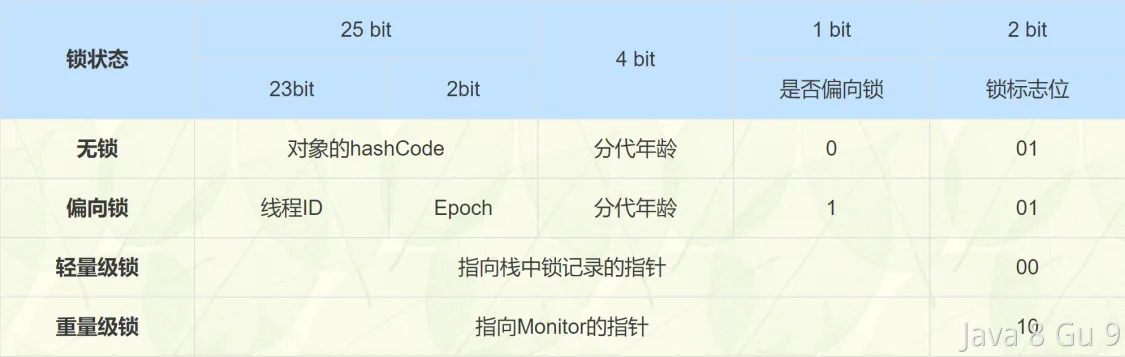 锁状态 25 bit 4 bit 1 bit 2 bit
23bit 2bit 是否偏向锁 锁标志位
无锁 对象的hashCode 分代年龄 0 01
偏向锁 线程ID Epoch 分代年龄 1 01
轻量级锁 指向栈中锁记录的指针 00
重量级锁 指向Monitor的指针 10
Java 8 Gu 9